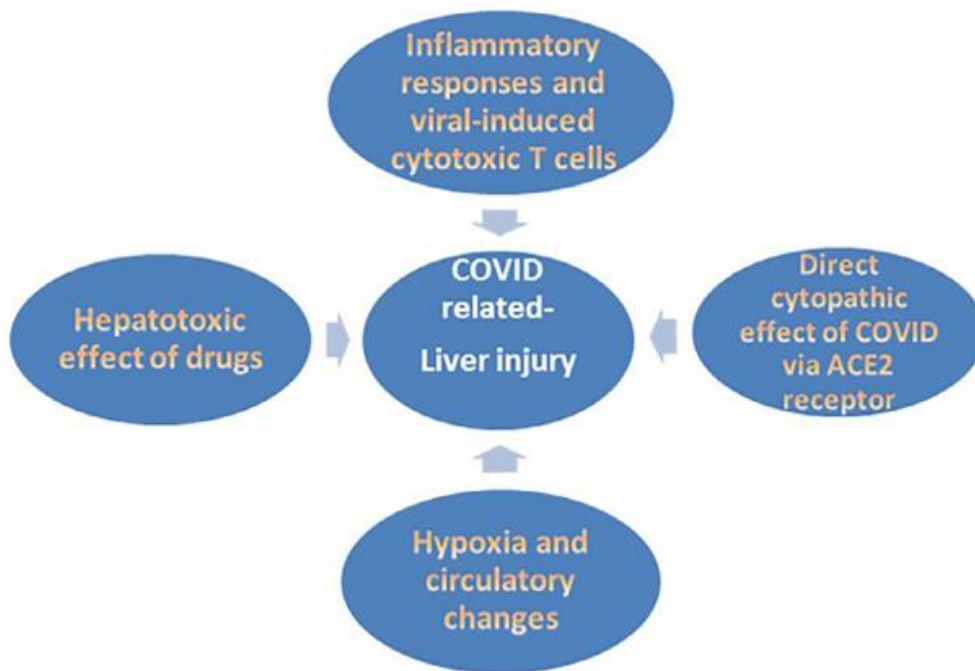 Inflammatory
responses and
viral-induced
cytotoxic T cells
Hepatotoxic
effect of drugs
COVID
related-
Liver injury
Direct
cytopathic
effect of COVID
via ACE2
receptor
Hypoxia and
circulatory
changes